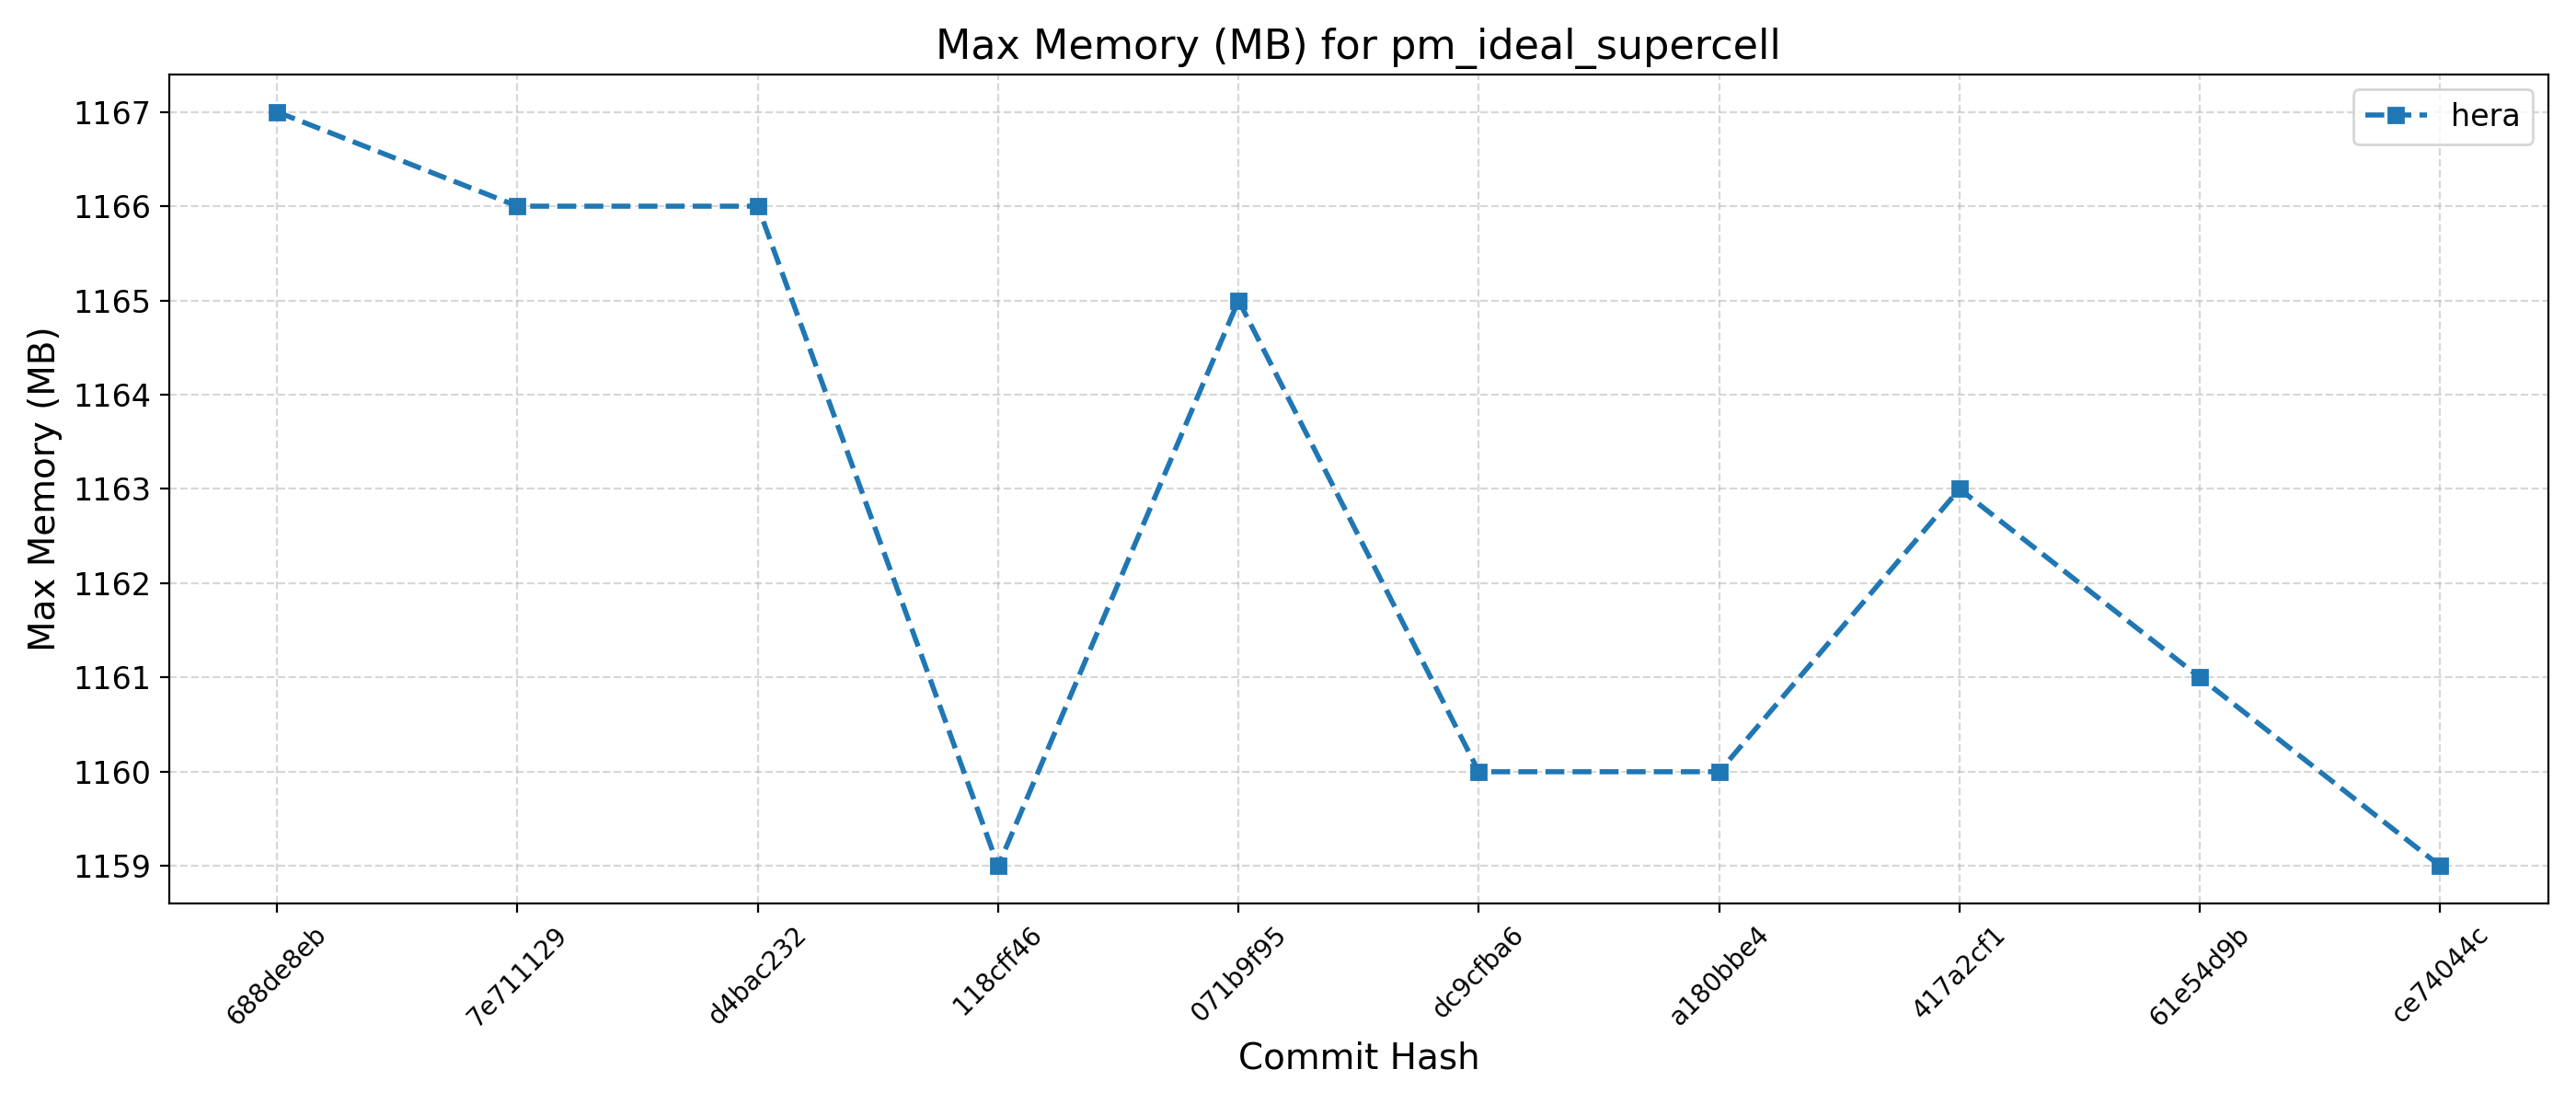 Max Memory (MB) for pm_ideal_supercell
hera
Max Memory (MB)
1167
1166
1165
1164
1163
1162
1161
1160
1159
688de8eb
7e711129
d4bac232
118cff46
071b9f95
dc9cfba6
a180bbe4
417a2cf1
61e54d9b
ce74044c
Commit Hash